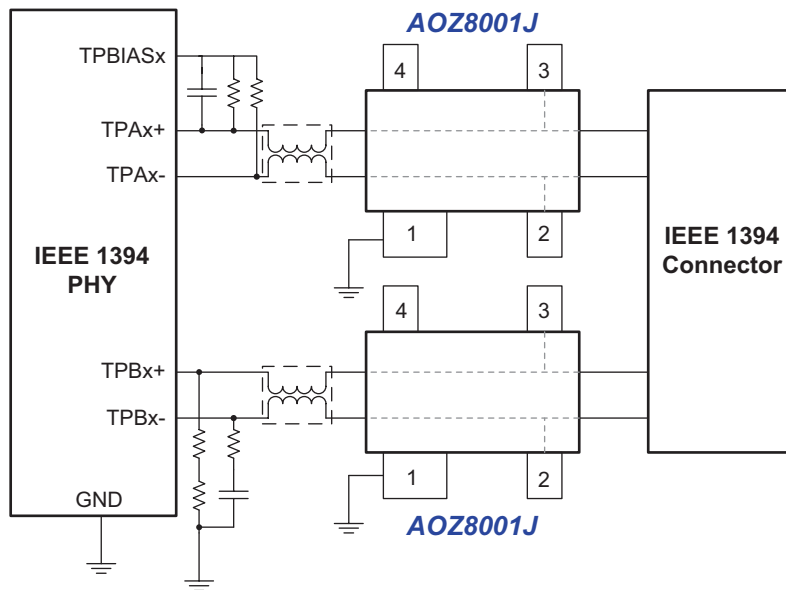 AOZ8001J
TPBIASx
4
3
TPAx+
TPAx-
IEEE 1394
PHY
1
2
IEEE 1394
Connector
4
3
TPBx+
TPBx-
1
2
GND
AOZ8001J